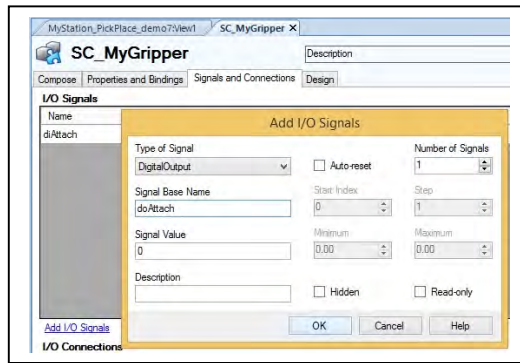 MyStation_PickPlace_demo7:View1 SC_MyGripper X
SC_MyGripper Description
Compose Properties and Bindings Signals and Connections Design
I/O Signals
Name
diAttach
Add I/O Signals
Type of Signal Number of Signals
DigitalOutput Auto-reset 1
Signal Base Name Start Index Step
doAttach 0 1
Signal Value Minimum Maximum
0 0.00 0.00
Description
Hidden Read-only
OK Cancel Help
Add I/O Signals
I/O Connections